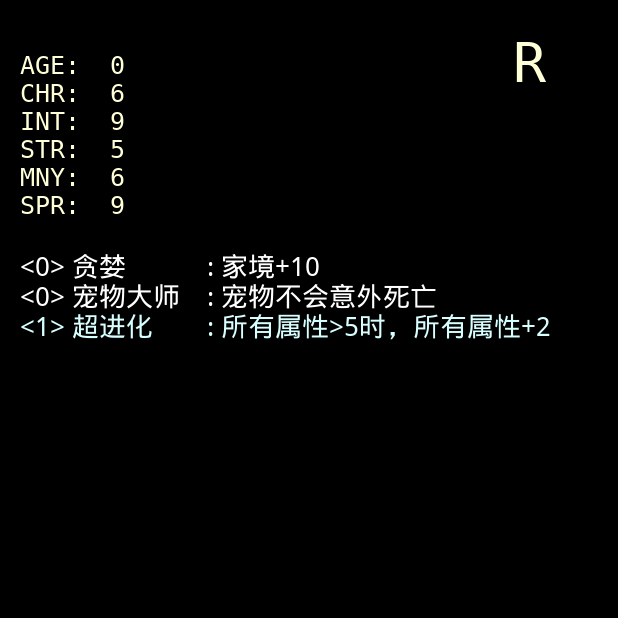 R
AGE: 0
CHR: 6
INT: 9
STR: 5
MNY: 6
SPR: 9
<0> 贪婪 : 家境+10
<0> 宠物大师 : 宠物不会意外死亡
<1> 超进化 : 所有属性>5时，所有属性+2